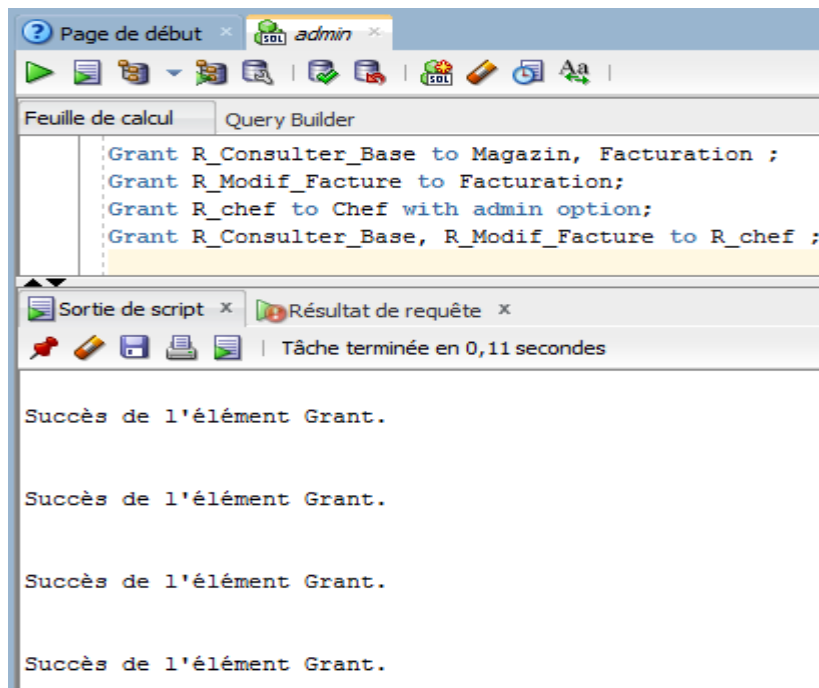 Page de début
admin
Feuille de calcul Query Builder
Grant R_Consulter_Base to Magazin, Facturation ;
Grant R_Modif_Facture to Facturation;
Grant R_chef to Chef with admin option;
Grant R_Consulter_Base, R_Modif_Facture to R_chef ;
Sortie de script x Résultat de requête x
Tâche terminée en 0,11 secondes
Succès de l'élément Grant.
Succès de l'élément Grant.
Succès de l'élément Grant.
Succès de l'élément Grant.